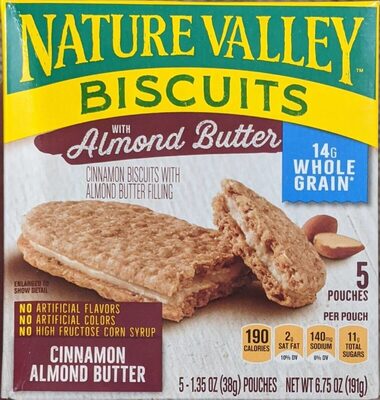 NATURE VALLEY™
BISCUITS
WITH
Almond Butter
CINNAMON BISCUITS WITH
ALMOND BUTTER FILLING
14G
WHOLE
GRAIN*
ENLARGED TO
SHOW DETAIL
5
POUCHES
NO ARTIFICIAL FLAVORS
NO ARTIFICIAL COLORS
NO HIGH FRUCTOSE CORN SYRUP
PER POUCH
190
CALORIES
2g
SAT FAT
10% DV
140mg
SODIUM
6% DV
11g
TOTAL
SUGARS
CINNAMON
ALMOND BUTTER
5 - 1.35 OZ (38g) POUCHES NET WT 6.75 OZ (191g)